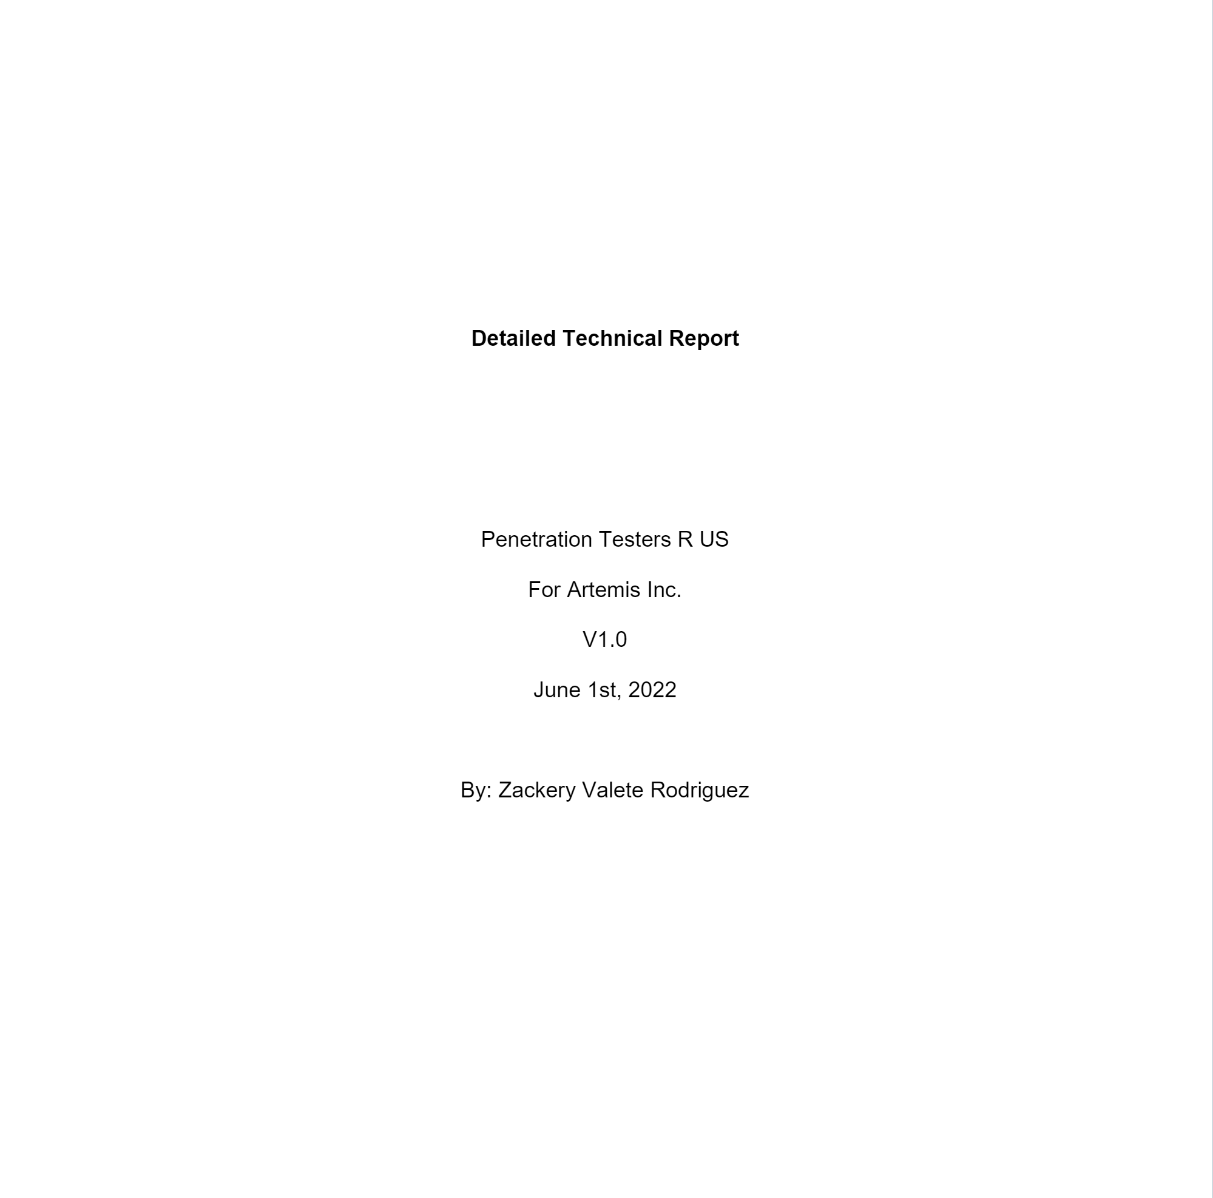 Detailed Technical Report
Penetration Testers R US
For Artemis Inc.
V1.0
June 1st, 2022
By: Zackery Valete Rodriguez